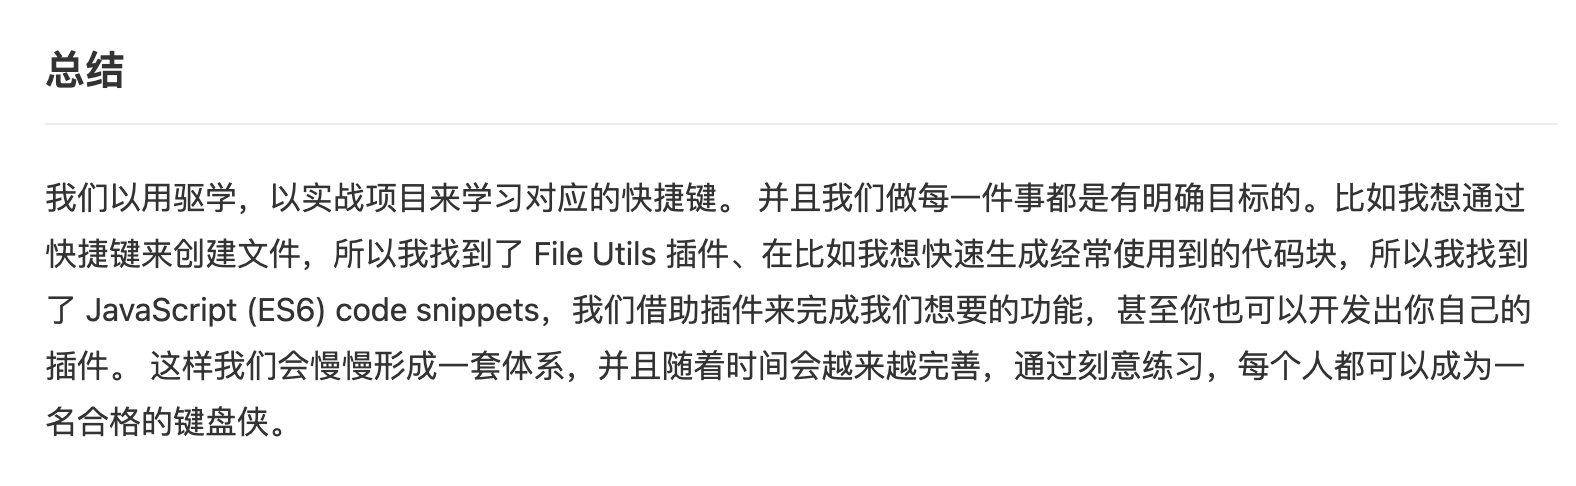 总结
我们以用驱学，以实战项目来学习对应的快捷键。 并且我们做每一件事都是有明确目标的。比如我想通过
快捷键来创建文件，所以我找到了 File Utils 插件、在比如我想快速生成经常使用到的代码块，所以我找到
了 JavaScript (ES6) code snippets，我们借助插件来完成我们想要的功能，甚至你也可以开发出你自己的
插件。 这样我们会慢慢形成一套体系，并且随着时间会越来越完善，通过刻意练习，每个人都可以成为一
名合格的键盘侠。